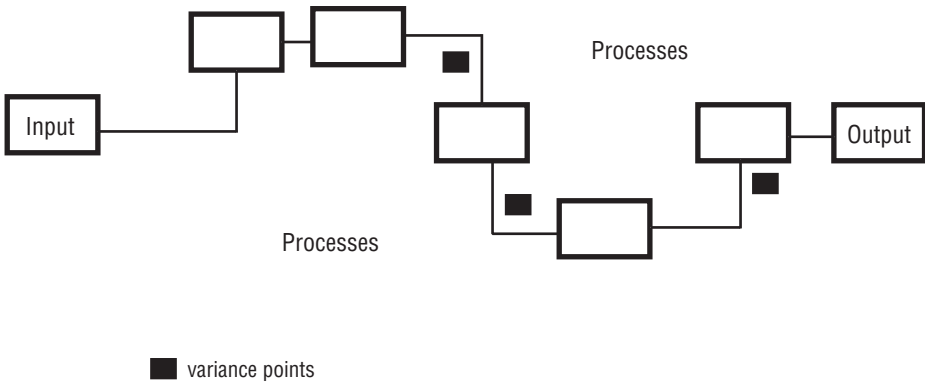 Processes
Input
Output
Processes
variance points